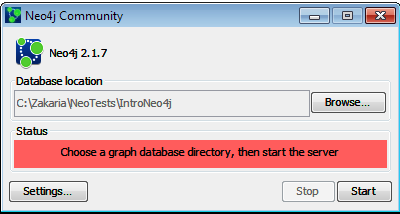 Neo4j Community
Neo4j 2.1.7
Database location
C:\Zakaria\NeoTests\IntroNeo4j
Browse...
Status
Choose a graph database directory, then start the server
Settings...
Stop
Start